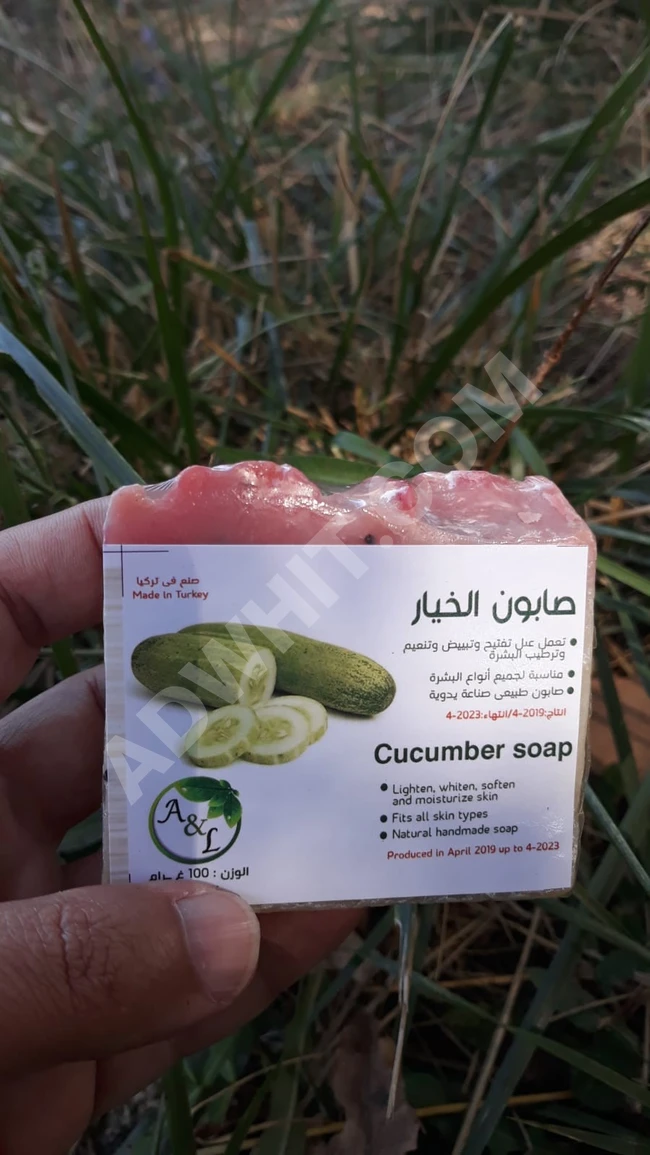 صنع في تركيا
Made In Turkey
صابون الخيار
• تعمل على تفتيح وتبييض وتنعيم
وترطيب البشرة
• مناسبة لجميع أنواع البشرة
• صابون طبيعي صناعة يدوية
انتاج:2019-4/انتهاء:2023-4
Cucumber soap
• Lighten, whiten, soften
and moisturize skin
• Fits all skin types
• Natural handmade soap
Produced in April 2019 up to 4-2023
A&L
الوزن : 100 غرام
ADWHIT.COM